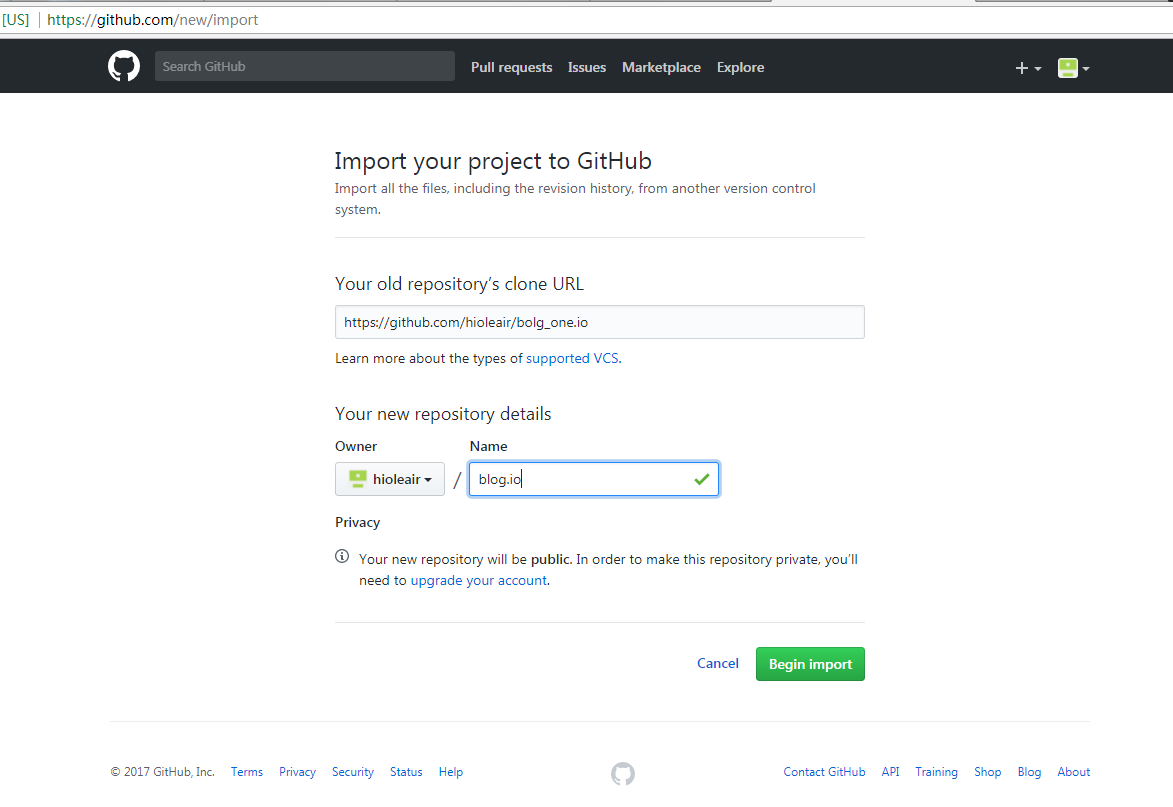 [US] https://github.com/new/import
Search GitHub Pull requests Issues Marketplace Explore
Import your project to GitHub
Import all the files, including the revision history, from another version control
system.
Your old repository's clone URL
https://github.com/hioleair/bolg_one.io
Learn more about the types of supported VCS.
Your new repository details
Owner Name
hioleair / blog.io
Privacy
Your new repository will be public. In order to make this repository private, you'll
need to upgrade your account.
Cancel Begin import
© 2017 GitHub, Inc. Terms Privacy Security Status Help Contact GitHub API Training Shop Blog About